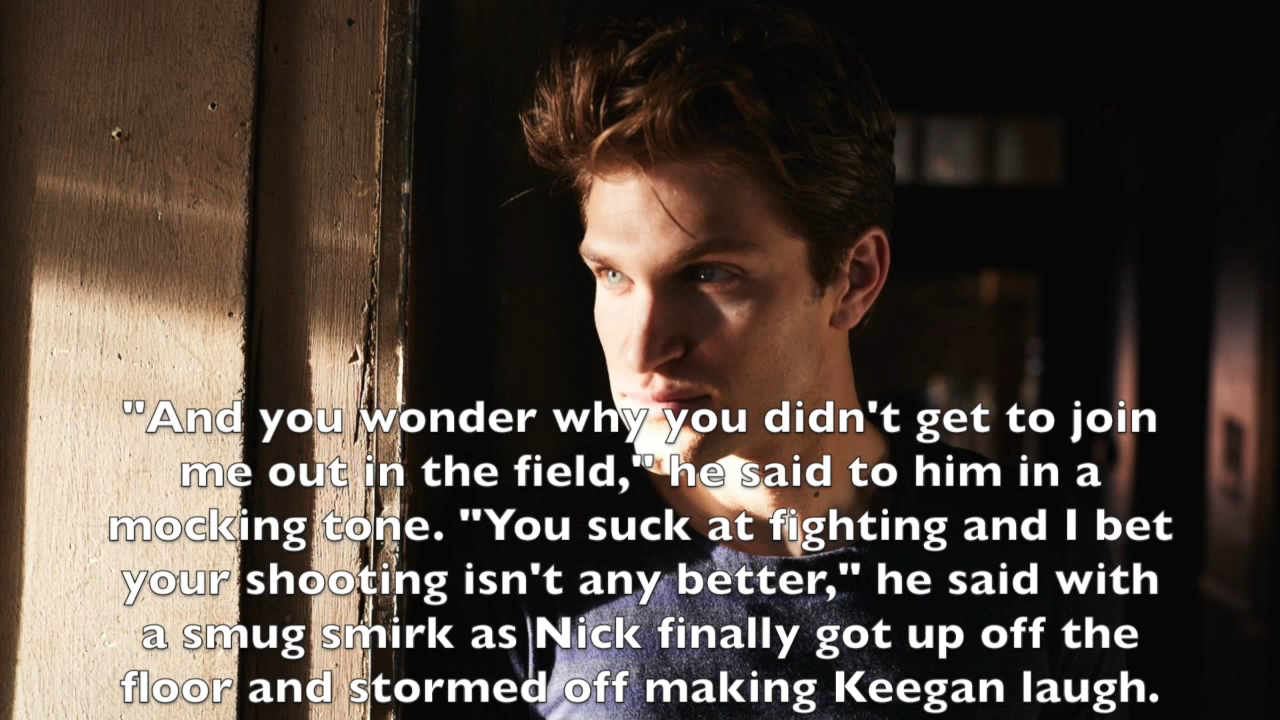 "And you wonder why you didn't get to join
me out in the field," he said to him in a
mocking tone. "You suck at fighting and I bet
your shooting isn't any better," he said with
a smug smirk as Nick finally got up off the
floor and stormed off making Keegan laugh.